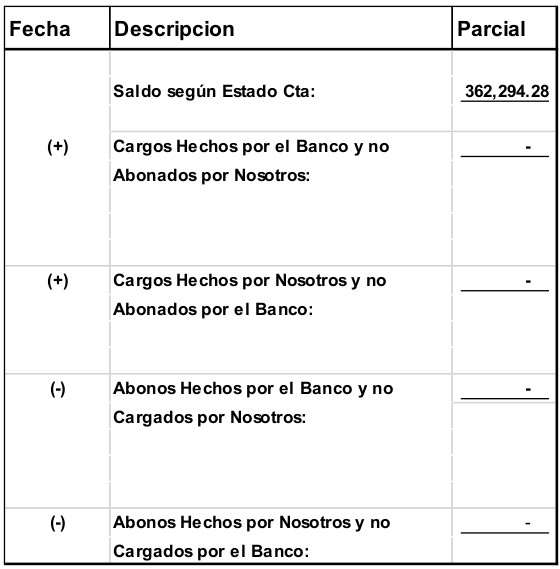 Fecha Descripcion Parcial
Saldo según Estado Cta: 362,294.28
(+) Cargos Hechos por el Banco y no -
Abonados por Nosotros:
(+) Cargos Hechos por Nosotros y no -
Abonados por el Banco:
(-) Abonos Hechos por el Banco y no -
Cargados por Nosotros:
(-) Abonos Hechos por Nosotros y no -
Cargados por el Banco: